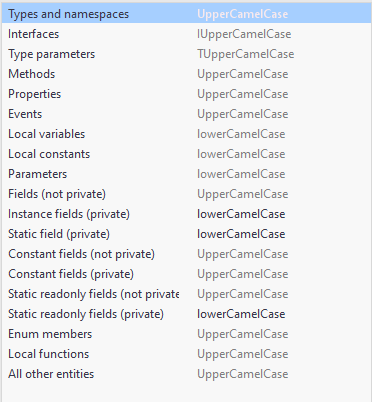 Types and namespaces UpperCamelCase
Interfaces IUpperCamelCase
Type parameters TUpperCamelCase
Methods UpperCamelCase
Properties UpperCamelCase
Events UpperCamelCase
Local variables lowerCamelCase
Local constants lowerCamelCase
Parameters lowerCamelCase
Fields (not private) UpperCamelCase
Instance fields (private) lowerCamelCase
Static field (private) lowerCamelCase
Constant fields (not private) UpperCamelCase
Constant fields (private) UpperCamelCase
Static readonly fields (not private UpperCamelCase
Static readonly fields (private) lowerCamelCase
Enum members UpperCamelCase
Local functions UpperCamelCase
All other entities UpperCamelCase